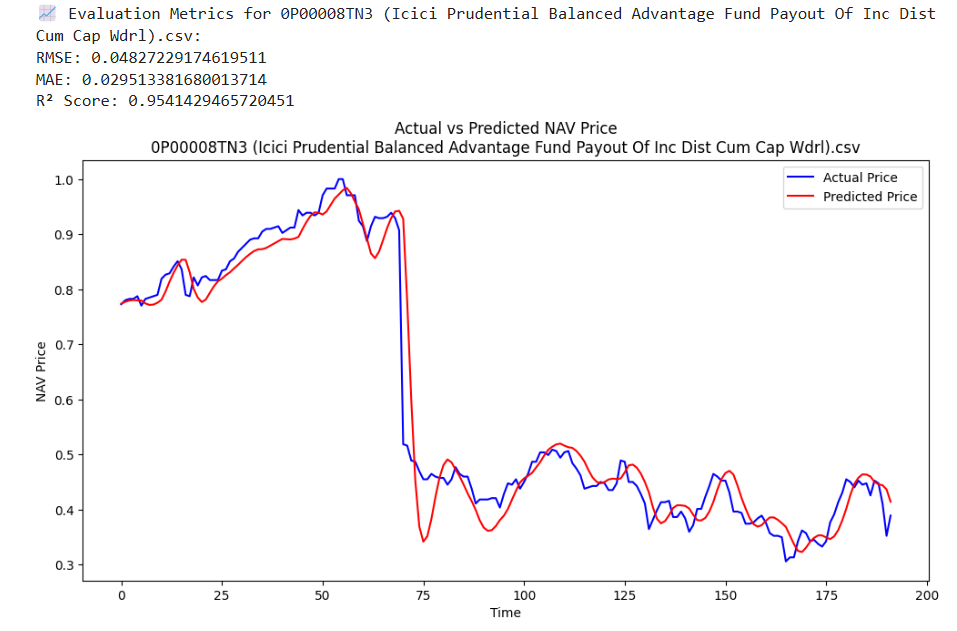 📈 Evaluation Metrics for 0P00008TN3 (Icici Prudential Balanced Advantage Fund Payout Of Inc Dist
Cum Cap Wdrl).csv:
RMSE: 0.04827229174619511
MAE: 0.029513381680013714
R² Score: 0.9541429465720451
Actual vs Predicted NAV Price
0P00008TN3 (Icici Prudential Balanced Advantage Fund Payout Of Inc Dist Cum Cap Wdrl).csv
Actual Price
Predicted Price
NAV Price
1.0
0.9
0.8
0.7
0.6
0.5
0.4
0.3
0 25 50 75 100 125 150 175 200
Time